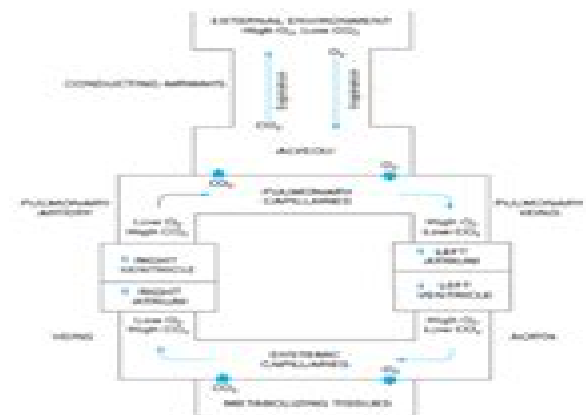 EXTERNAL ENVIRONMENT
High O₂, Low CO₂
O₂
CONDUCTING AIRWAYS
Expiration
Inspiration
CO₂
ALVEOLI
CO₂
O₂
PULMONARY
ARTERY
PULMONARY
CAPILLARIES
PULMONARY
VEINS
Low O₂
High CO₂
High O₂
Low CO₂
RIGHT
VENTRICLE
LEFT
ATRIUM
RIGHT
ATRIUM
LEFT
VENTRICLE
Low O₂
High CO₂
High O₂
Low CO₂
VEINS
AORTA
SYSTEMIC
CAPILLARIES
CO₂
O₂
METABOLIZING TISSUES